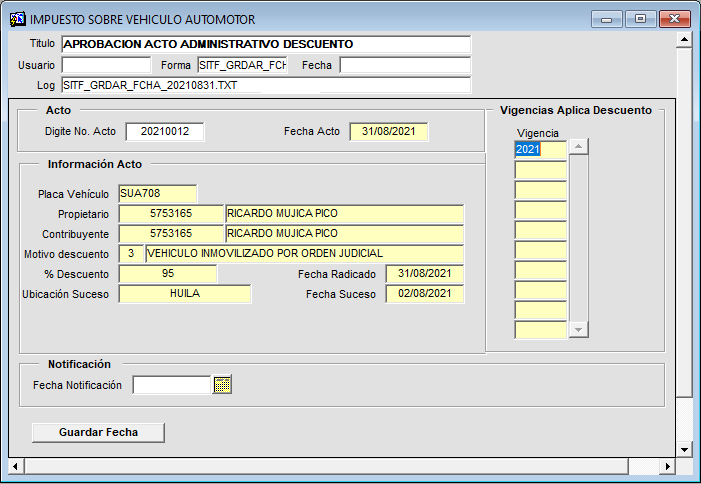 IMPUESTO SOBRE VEHICULO AUTOMOTOR
Titulo APROBACION ACTO ADMINISTRATIVO DESCUENTO
Usuario Forma SITF_GRDAR_FCH Fecha
Log SITF_GRDAR_FCHA_20210831.TXT
Acto
Digite No. Acto 20210012 Fecha Acto 31/08/2021
Vigencias Aplica Descuento
Vigencia
2021
Información Acto
Placa Vehículo SUA708
Propietario 5753165 RICARDO MUJICA PICO
Contribuyente 5753165 RICARDO MUJICA PICO
Motivo descuento 3 VEHICULO INMOVILIZADO POR ORDEN JUDICIAL
% Descuento 95 Fecha Radicado 31/08/2021
Ubicación Suceso HUILA Fecha Suceso 02/08/2021
Notificación
Fecha Notificación
Guardar Fecha